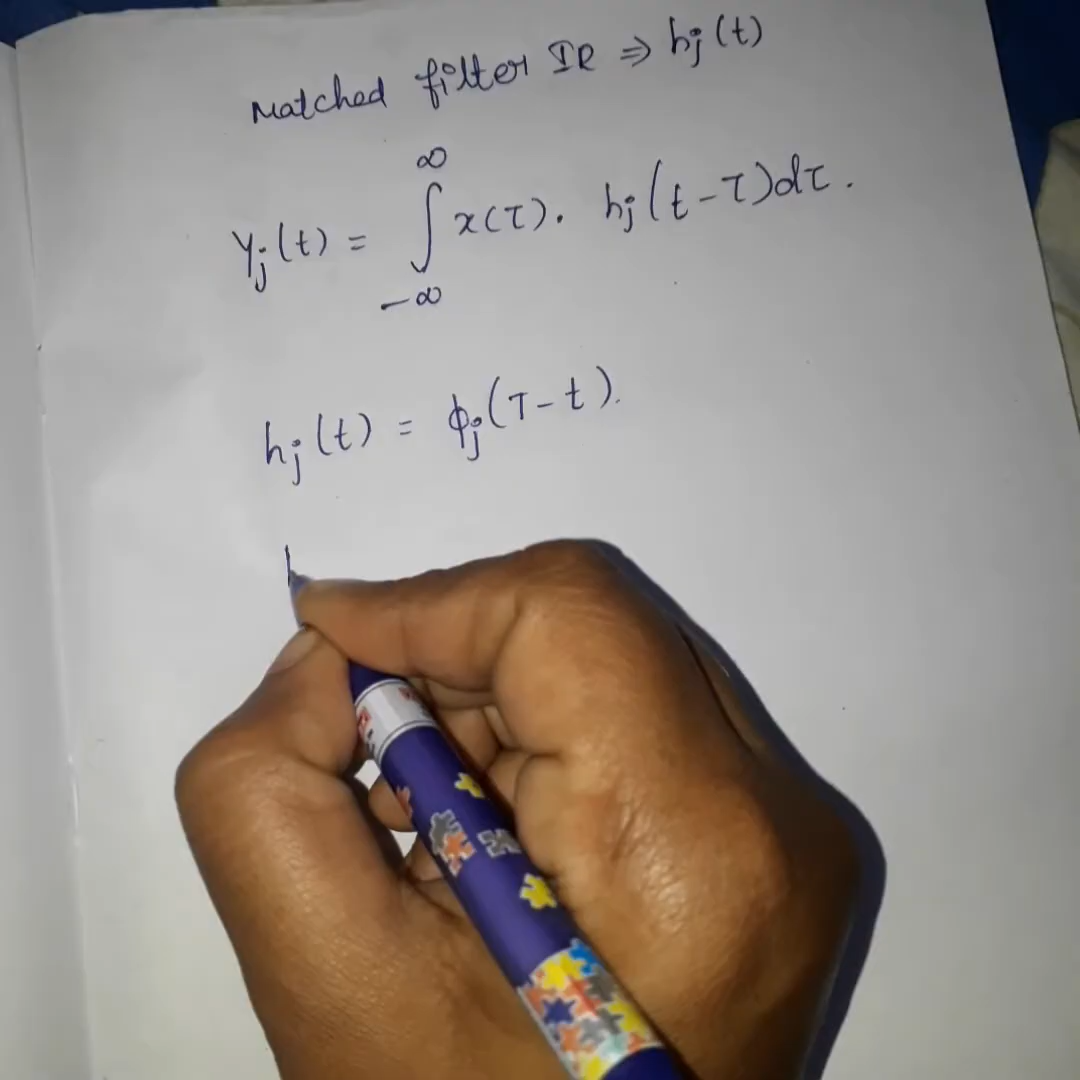 Matched filter IR ⇒ hj(t)
yj(t) = ∫_{-∞}^{∞} x(τ). hj(t-τ)dτ.
hj(t) = ϕj(T-t).